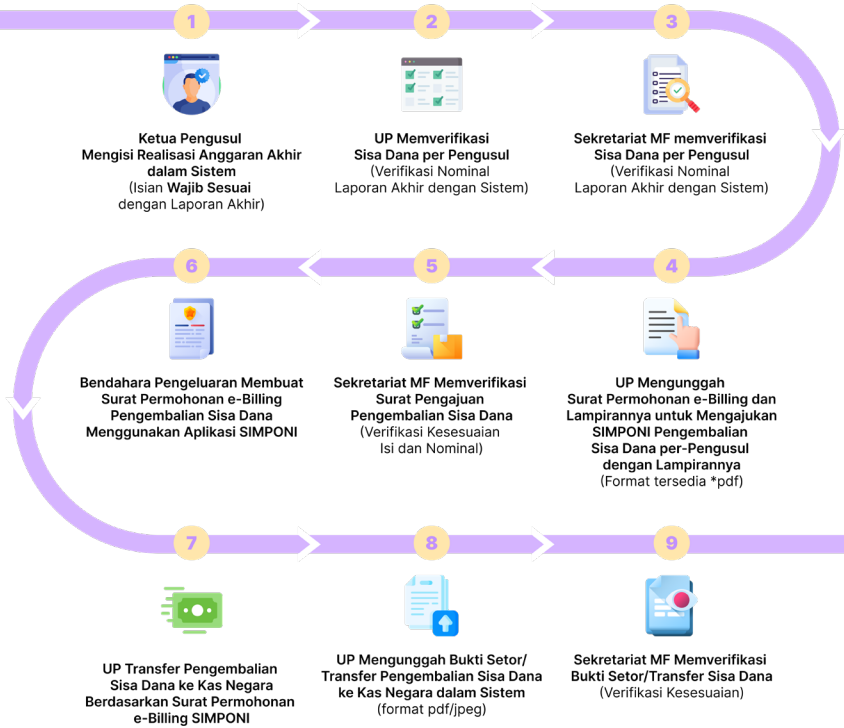 1
Ketua Pengusul
Mengisi Realisasi Anggaran Akhir
dalam Sistem
(Isian Wajib Sesuai
dengan Laporan Akhir)
2
UP Memverifikasi
Sisa Dana per Pengusul
(Verifikasi Nominal
Laporan Akhir dengan Sistem)
3
Sekretariat MF memverifikasi
Sisa Dana per Pengusul
(Verifikasi Nominal
Laporan Akhir dengan Sistem)
4
UP Mengunggah
Surat Permohonan e-Billing dan
Lampirannya untuk Mengajukan
SIMPONI Pengembalian
Sisa Dana per-Pengusul
dengan Lampirannya
(Format tersedia *pdf)
5
Sekretariat MF Memverifikasi
Surat Pengajuan
Pengembalian Sisa Dana
(Verifikasi Kesesuaian
Isi dan Nominal)
6
Bendahara Pengeluaran Membuat
Surat Permohonan e-Billing
Pengembalian Sisa Dana
Menggunakan Aplikasi SIMPONI
7
UP Transfer Pengembalian
Sisa Dana ke Kas Negara
Berdasarkan Surat Permohonan
e-Billing SIMPONI
8
UP Mengunggah Bukti Setor/
Transfer Pengembalian Sisa Dana
ke Kas Negara dalam Sistem
(format pdf/jpeg)
9
Sekretariat MF Memverifikasi
Bukti Setor/Transfer Sisa Dana
(Verifikasi Kesesuaian)